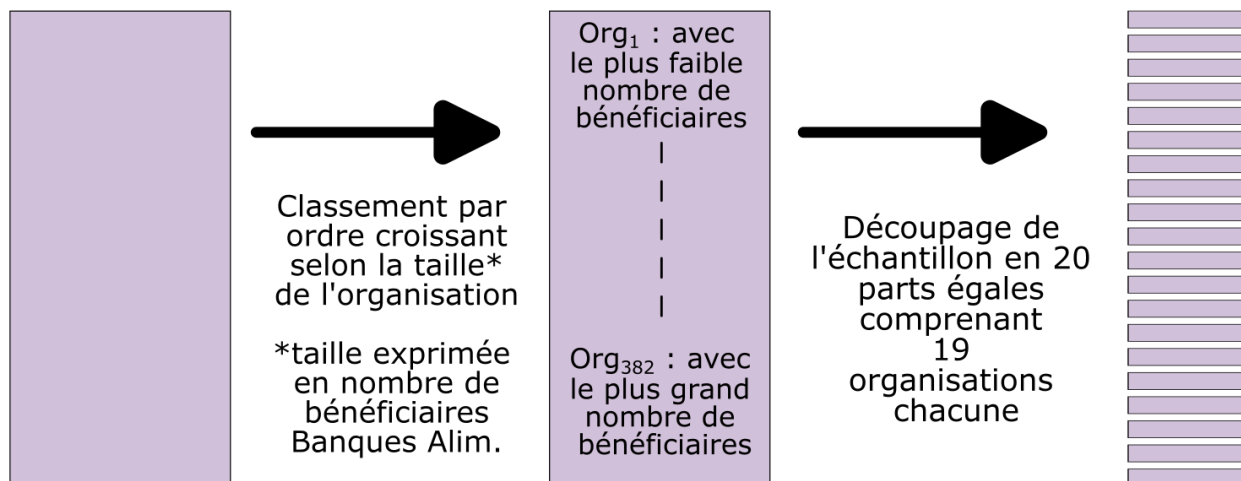 Classement par
ordre croissant
selon la taille*
de l'organisation
*taille exprimée
en nombre de
bénéficiaires
Banques Alim.
Org₁ : avec
le plus faible
nombre de
bénéficiaires
Org₃₈₂ : avec
le plus grand
nombre de
bénéficiaires
Découpage de
l'échantillon en 20
parts égales
comprenant
19
organisations
chacune